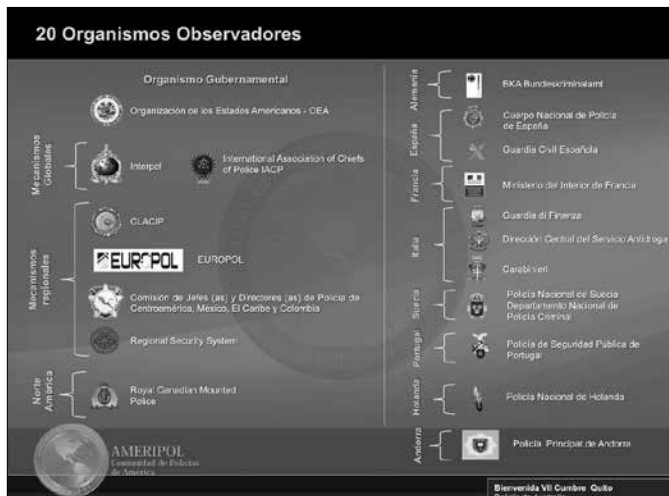 20 Organismos Observadores
Organismo Gubernamental
Organización de los Estados Americanos - OEA
Mecanismos
Globales
Interpol
International Association of Chiefs
of Police IACP
Mecanismos
regionales
CLACIP
EUROPOL
EUROPOL
Comisión de Jefes (as) y Directores (as) de Policía de
Centroamérica, México, El Caribe y Colombia
Regional Security System
Norte
América
Royal Canadian Mounted
Police
Alemania
BKA Bundeskriminalamt
España
Cuerpo Nacional de Policía
de España
Guardia Civil Española
Francia
Ministerio del Interior de Francia
Italia
Guardia di Finanza
Dirección Central del Servicio Antidroga
Carabinieri
Suecia
Policía Nacional de Suecia
Departamento Nacional de
Policía Criminal
Portugal
Policía de Seguridad Pública de
Portugal
Holanda
Policía Nacional de Holanda
Andorra
Policía Principat de Andorra
AMERIPOL
Comunidad de Policías
de América
Bienvenida VII Cumbre Quito